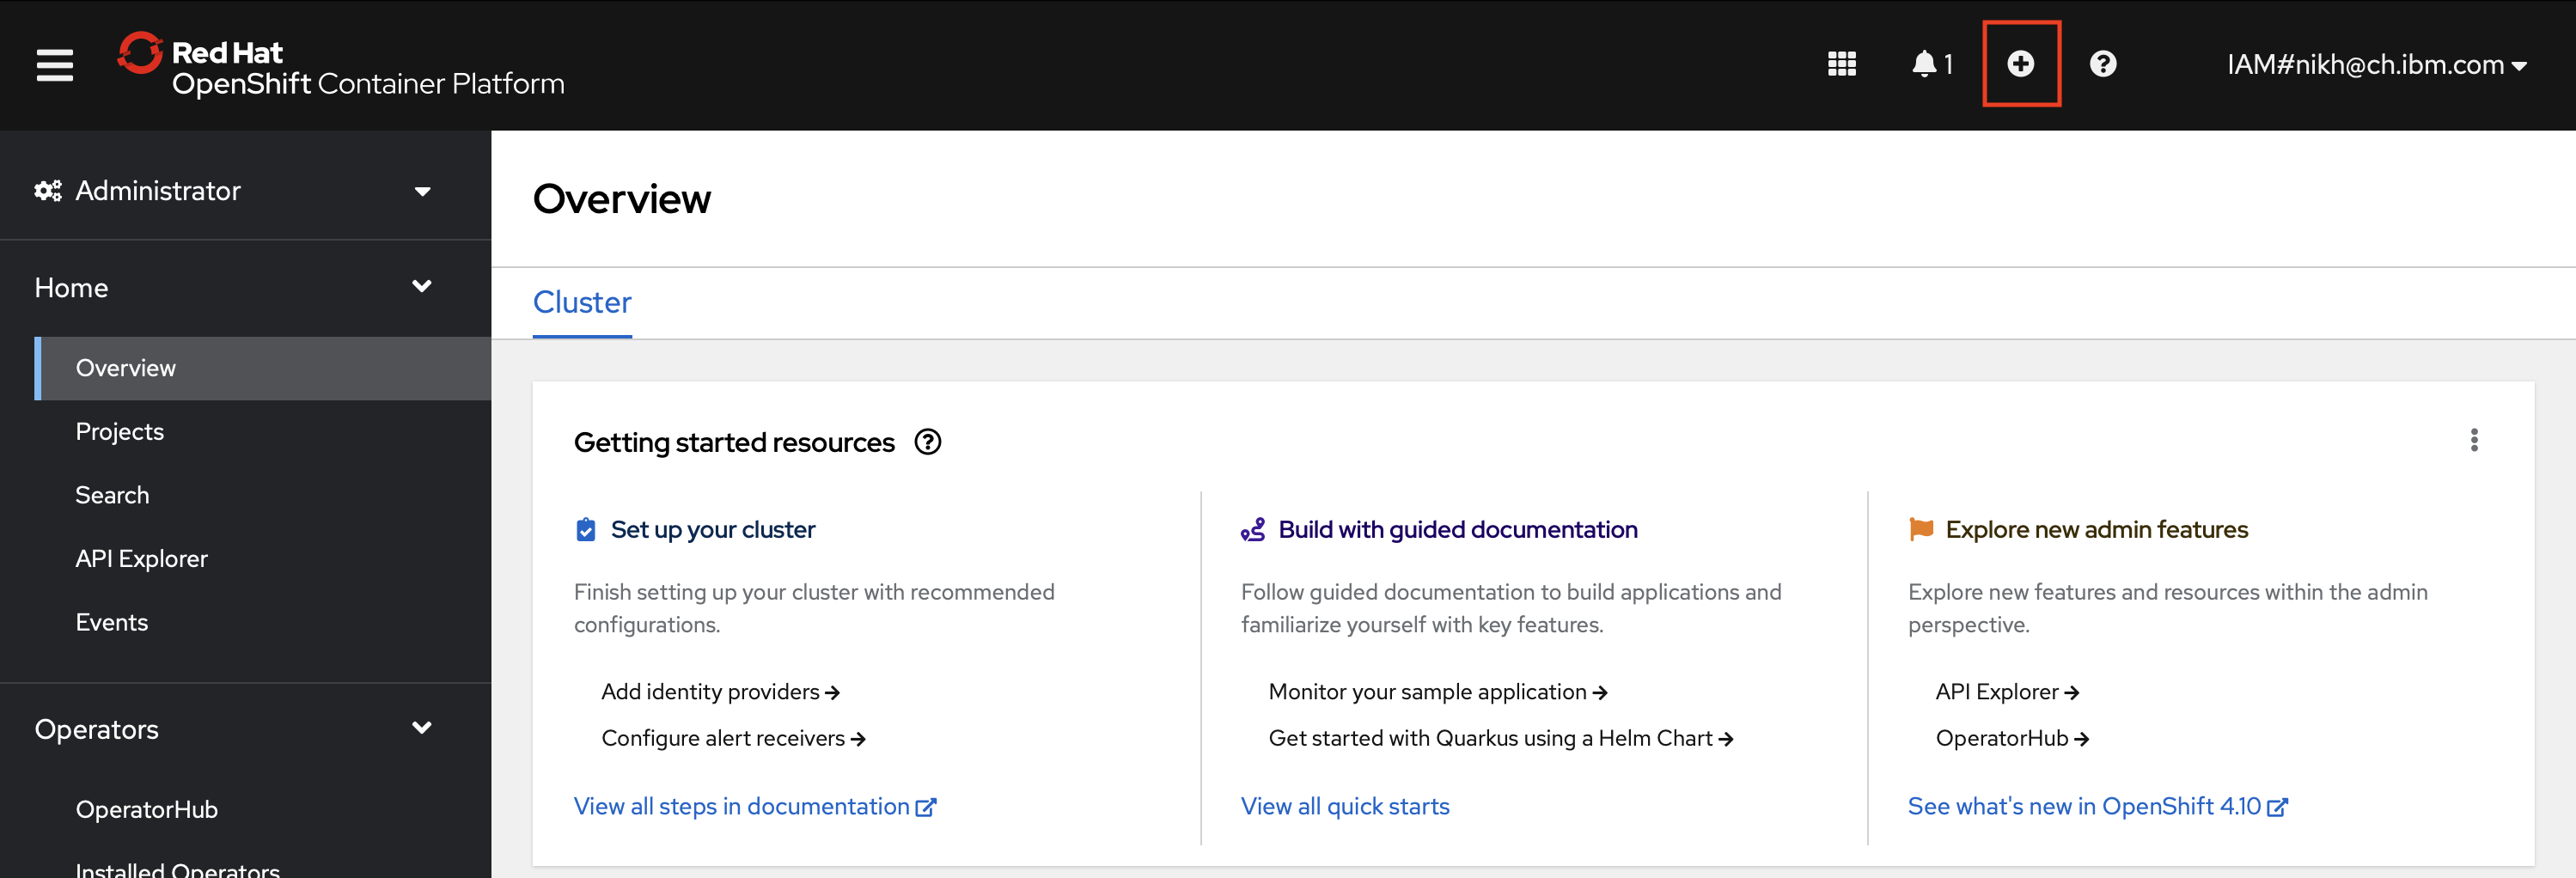 Red Hat
OpenShift Container Platform
1
IAM#nikh@ch.ibm.com
Administrator
Home
Overview
Projects
Search
API Explorer
Events
Operators
OperatorHub
Installed Operators
Overview
Cluster
Getting started resources
Set up your cluster
Finish setting up your cluster with recommended
configurations.
Add identity providers
Configure alert receivers
View all steps in documentation
Build with guided documentation
Follow guided documentation to build applications and
familiarize yourself with key features.
Monitor your sample application
Get started with Quarkus using a Helm Chart
View all quick starts
Explore new admin features
Explore new features and resources within the admin
perspective.
API Explorer
OperatorHub
See what's new in OpenShift 4.10